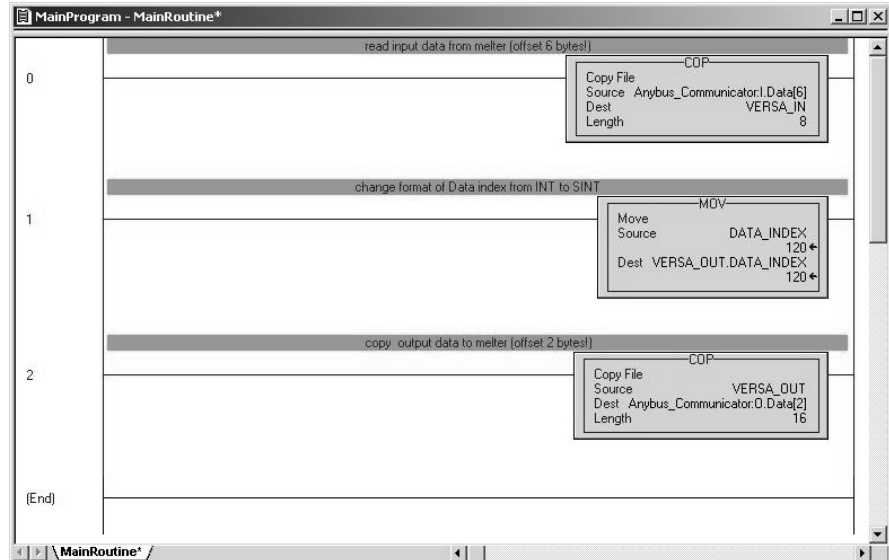 MainProgram - MainRoutine*
read input data from melter (offset 6 bytes!)
0
COP
Copy File
Source Anybus_Communicator:I.Data[6]
Dest VERSA_IN
Length 8
change format of Data index from INT to SINT
1
MOV
Move
Source DATA_INDEX
120
Dest VERSA_OUT.DATA_INDEX
120
copy output data to melter (offset 2 bytes!)
2
COP
Copy File
Source VERSA_OUT
Dest Anybus_Communicator:O.Data[2]
Length 16
(End)
MainRoutine*